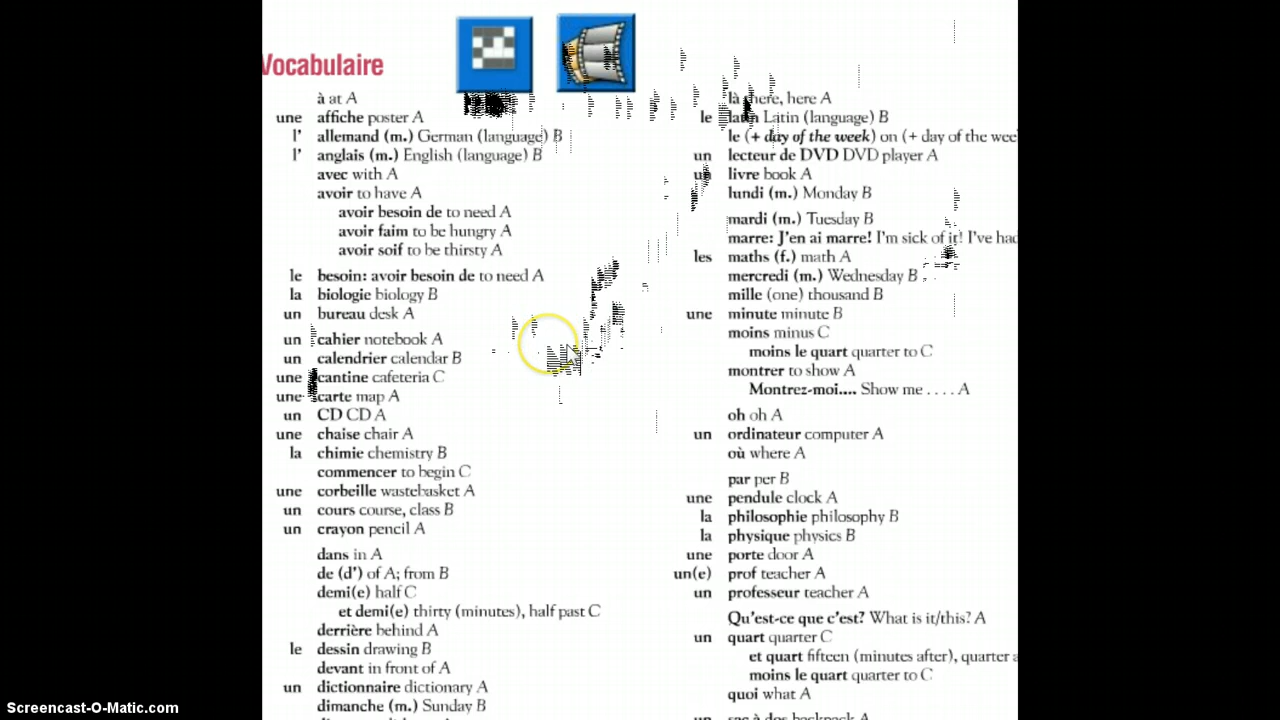 Vocabulaire
à at A
une affiche poster A
l' allemand (m.) German (language) B
l' anglais (m.) English (language) B
avec with A
avoir to have A
avoir besoin de to need A
avoir faim to be hungry A
avoir soif to be thirsty A
le besoin: avoir besoin de to need A
la biologie biology B
un bureau desk A
un cahier notebook A
un calendrier calendar B
une cantine cafeteria C
une carte map A
un CD CD A
une chaise chair A
la chimie chemistry B
commencer to begin C
une corbeille wastebasket A
un cours course, class B
un crayon pencil A
dans in A
de (d') of A; from B
demi(e) half C
et demi(e) thirty (minutes), half past C
derrière behind A
le dessin drawing B
devant in front of A
un dictionnaire dictionary A
dimanche (m.) Sunday B
là there, here A
le latin Latin (language) B
le (+ day of the week) on (+ day of the wee
un lecteur de DVD DVD player A
un livre book A
lundi (m.) Monday B
mardi (m.) Tuesday B
marre: J'en ai marre! I'm sick of it! I've had
les maths (f.) math A
mercredi (m.) Wednesday B
mille (one) thousand B
une minute minute B
moins minus C
moins le quart quarter to C
montrer to show A
Montrez-moi.... Show me . . . . A
oh oh A
un ordinateur computer A
où where A
par per B
une pendule clock A
la philosophie philosophy B
la physique physics B
une porte door A
un(e) prof teacher A
un professeur teacher A
Qu'est-ce que c'est? What is it/this? A
un quart quarter C
et quart fifteen (minutes after), quarter
moins le quart quarter to C
quoi what A
un sac à dos backpack A
Screencast-O-Matic.com